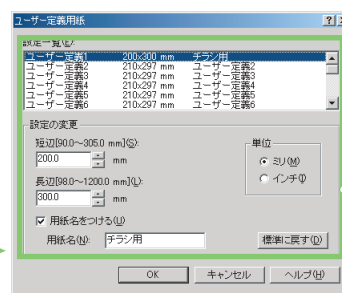 ユーザー定義用紙
設定一覧(E)
ユーザー定義1 200x300 mm チラシ用
ユーザー定義2 210x297 mm ユーザー定義2
ユーザー定義3 210x297 mm ユーザー定義3
ユーザー定義4 210x297 mm ユーザー定義4
ユーザー定義5 210x297 mm ユーザー定義5
ユーザー定義6 210x297 mm ユーザー定義6
設定の変更
短辺[90.0〜305.0 mm](S):
200.0 mm
長辺[98.0〜1200.0 mm](L):
300.0 mm
単位
ミリ(M)
インチ(I)
用紙名をつける(U)
用紙名(N): チラシ用
標準に戻す(D)
OK キャンセル ヘルプ(H)